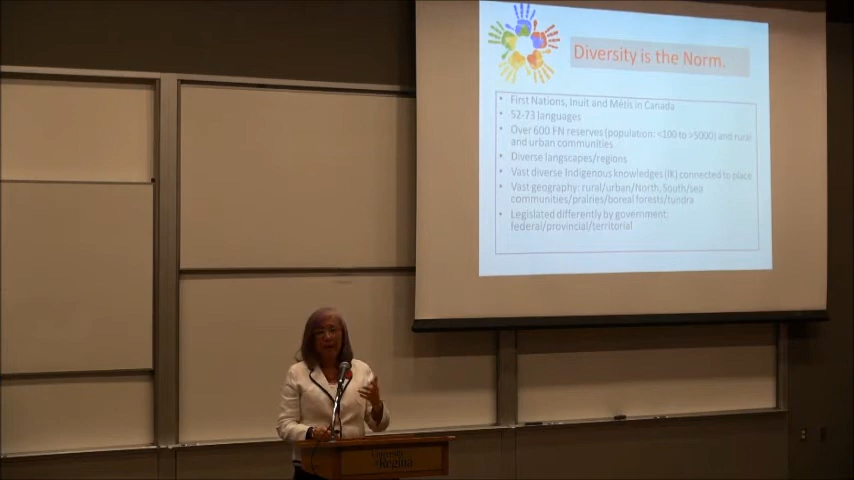 Diversity is the Norm.
• First Nations, Inuit and Métis in Canada
• 52-73 languages
• Over 600 FN reserves (population: <100 to >5000) and rural
and urban communities
• Diverse langscapes/regions
• Vast diverse Indigenous knowledges (IK) connected to place
• Vast geography: rural/urban/North, South/sea
communities/prairies/boreal forests/tundra
• Legislated differently by government:
federal/provincial/territorial
University
of Regina